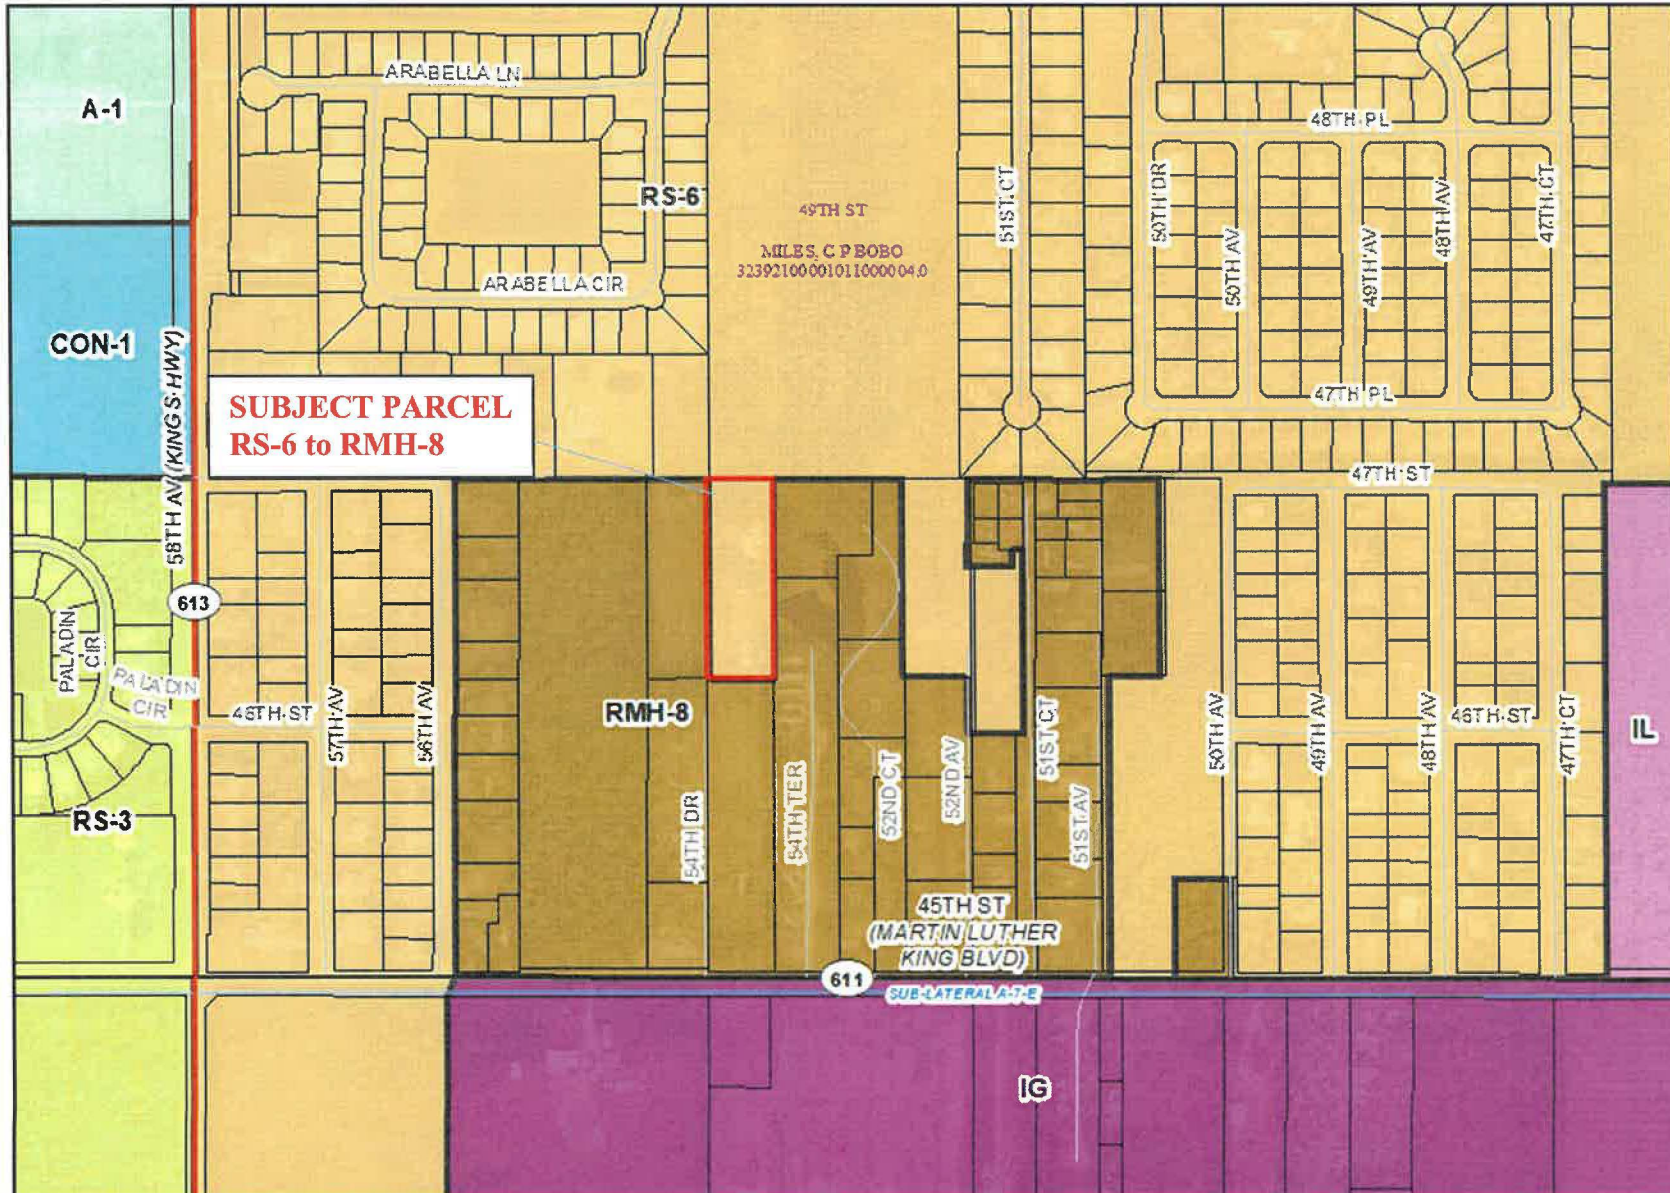 A-1
ARABELLA LN
48TH PL
RS-6
51ST CT
50TH DR
50TH AV
49TH AV
48TH AV
47TH CT
49TH ST
MILES, C P BOBO
32392100001011000004.0
ARABELLA CIR
CON-1
58TH AV (KINGS HWY)
SUBJECT PARCEL
RS-6 to RMH-8
47TH PL
47TH ST
613
PALADIN
CIR
PALADIN
CIR
46TH ST
57TH AV
56TH AV
RMH-8
54TH DR
54TH TER
52ND CT
52ND AV
51ST CT
51ST AV
50TH AV
49TH AV
48TH AV
46TH ST
47TH CT
IL
RS-3
45TH ST
(MARTIN LUTHER
KING BLVD)
611
SUB-LATERAL A-7-E
IG